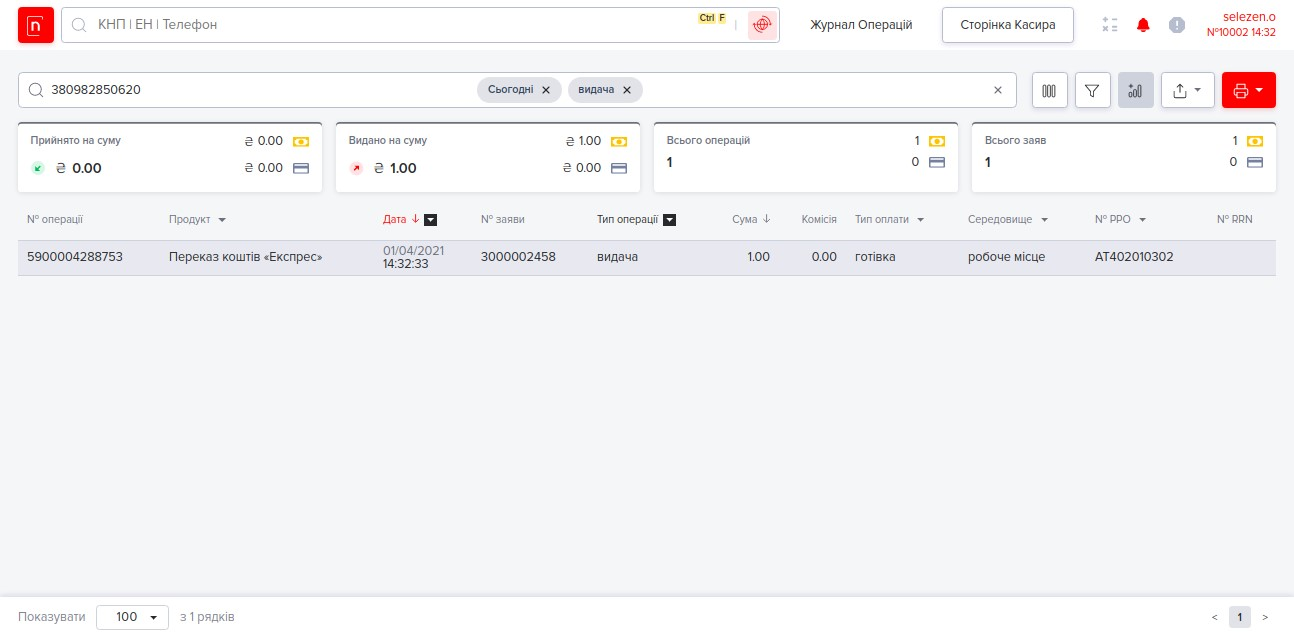 n
КНП | ЕН | Телефон
Ctrl F
Журнал Операцій
Сторінка Касира
selezen.o
№10002 14:32
380982850620
Сьогодні
видача
Прийнято на суму
₴ 0.00
₴ 0.00
₴ 0.00
Видано на суму
₴ 1.00
₴ 1.00
₴ 0.00
Всього операцій
1
1
0
Всього заяв
1
1
0
№ операції Продукт Дата № заяви Тип операції Сума Комісія Тип оплати Середовище № РРО № RRN
5900004288753 Переказ коштів «Експрес» 01/04/2021 14:32:33 3000002458 видача 1.00 0.00 готівка робоче місце АТ402010302
Показувати 100 з 1 рядків
< 1 >